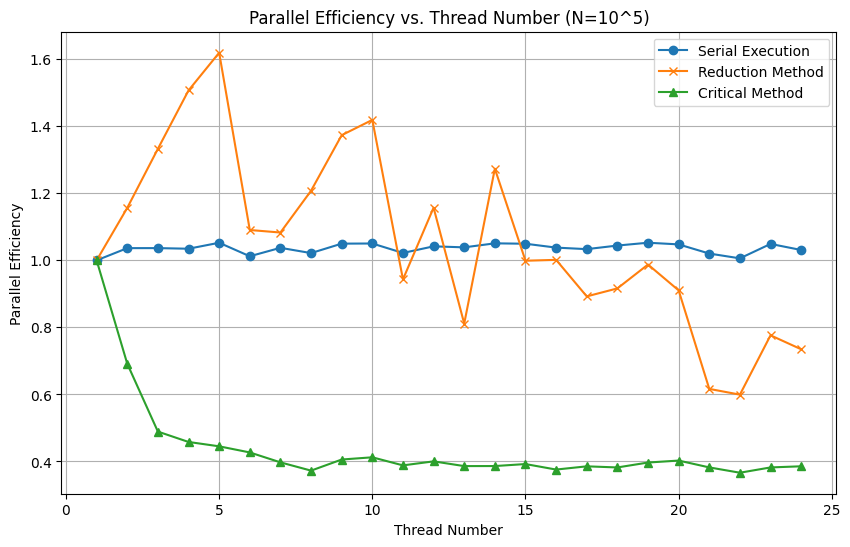 Parallel Efficiency vs. Thread Number (N=10^5)
Serial Execution
Reduction Method
Critical Method
Parallel Efficiency
1.6
1.4
1.2
1.0
0.8
0.6
0.4
0 5 10 15 20 25
Thread Number